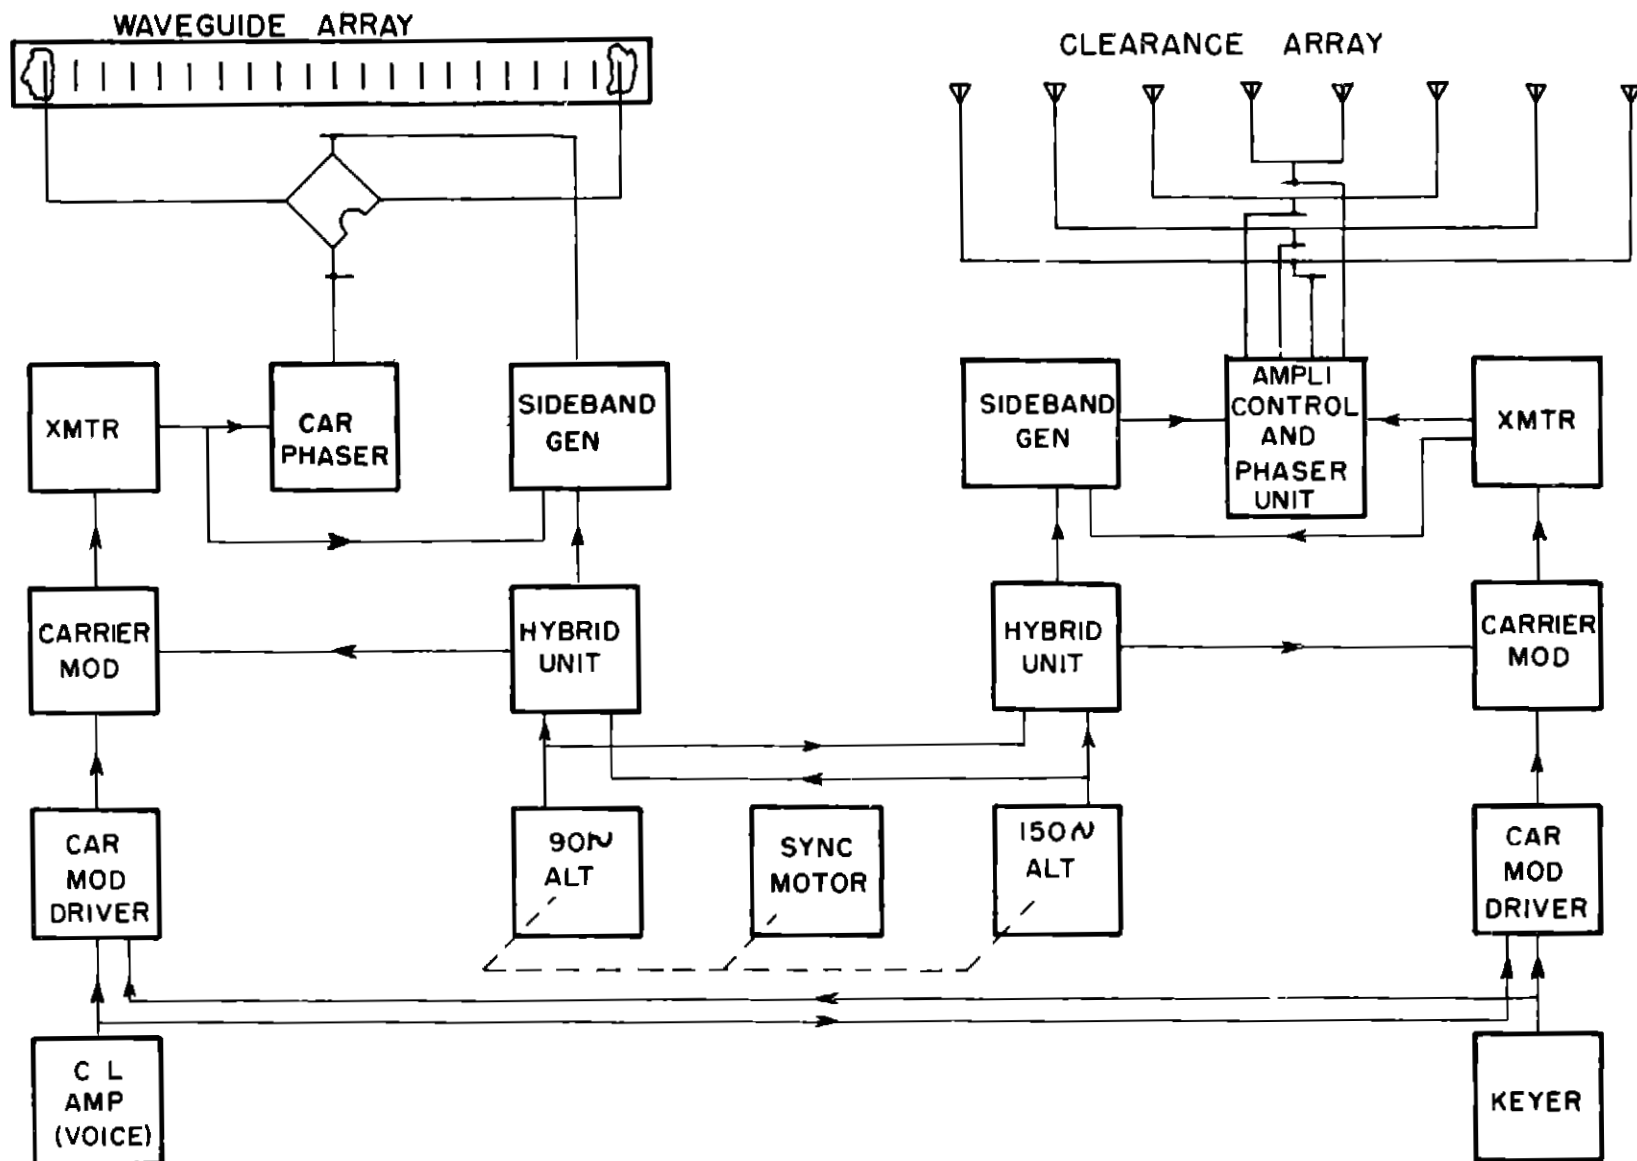 WAVEGUIDE ARRAY
CLEARANCE ARRAY
XMTR
CAR
PHASER
SIDEBAND
GEN
SIDEBAND
GEN
AMPLI
CONTROL
AND
PHASER
UNIT
XMTR
CARRIER
MOD
HYBRID
UNIT
HYBRID
UNIT
CARRIER
MOD
CAR
MOD
DRIVER
90~
ALT
SYNC
MOTOR
150~
ALT
CAR
MOD
DRIVER
C L
AMP
(VOICE)
KEYER